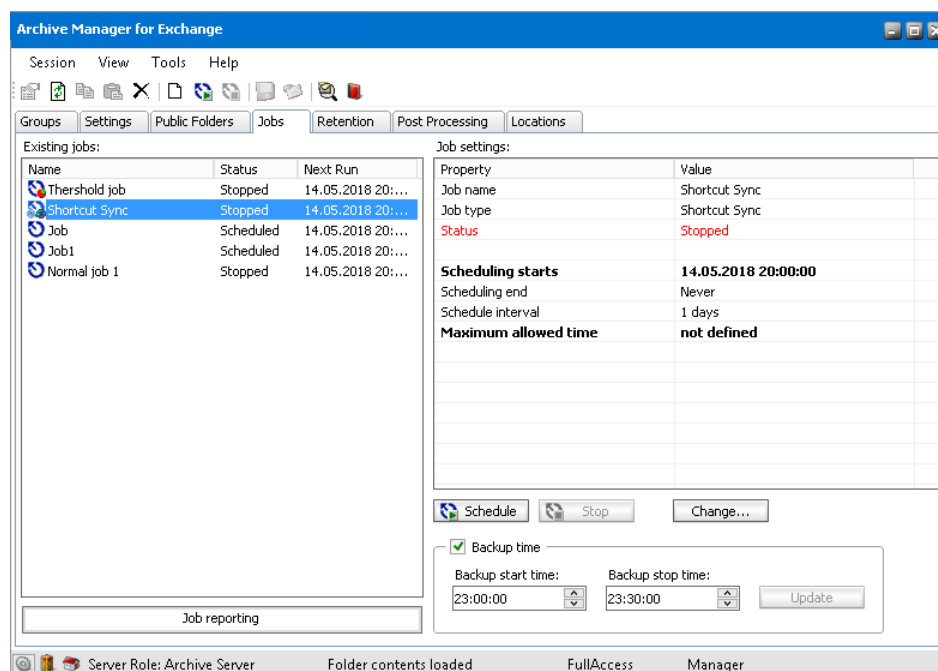 Archive Manager for Exchange
Session View Tools Help
Groups Settings Public Folders Jobs Retention Post Processing Locations
Existing jobs:
Name Status Next Run
Thershold job Stopped 14.05.2018 20:...
Shortcut Sync Stopped 14.05.2018 20:...
Job Scheduled 14.05.2018 20:...
Job1 Scheduled 14.05.2018 20:...
Normal job 1 Stopped 14.05.2018 20:...
Job reporting
Job settings:
Property Value
Job name Shortcut Sync
Job type Shortcut Sync
Status Stopped
Scheduling starts 14.05.2018 20:00:00
Scheduling end Never
Schedule interval 1 days
Maximum allowed time not defined
Schedule Stop Change...
Backup time
Backup start time: Backup stop time:
23:00:00 23:30:00 Update
Server Role: Archive Server Folder contents loaded FullAccess Manager